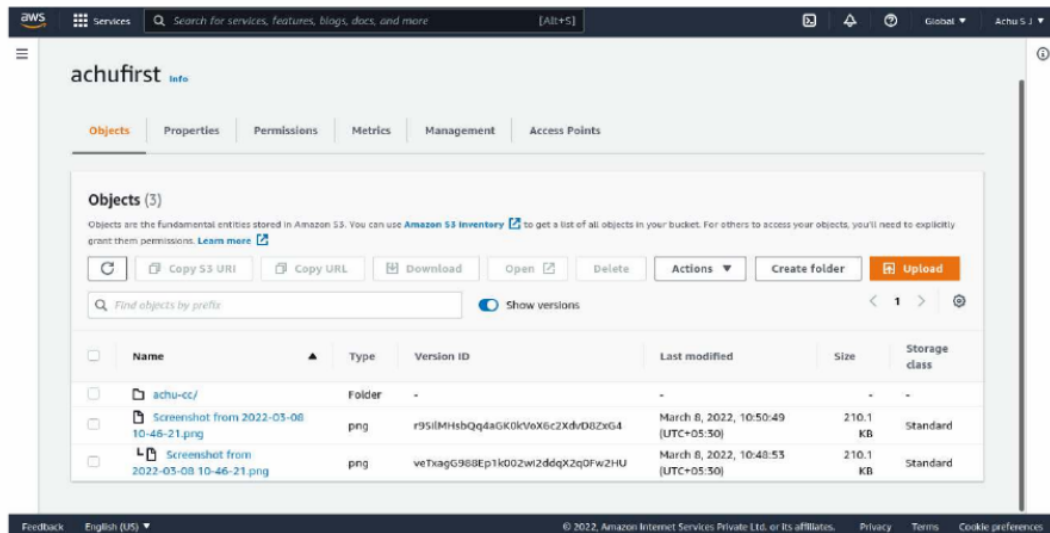 aws Services Search for services, features, blogs, docs, and more [Alt+S] Global ▼ Achu S J ▼
achufirst Info
Objects Properties Permissions Metrics Management Access Points
Objects (3)
Objects are the fundamental entities stored in Amazon S3. You can use Amazon S3 Inventory to get a list of all objects in your bucket. For others to access your objects, you'll need to explicitly
grant them permissions. Learn more
Copy S3 URI Copy URL Download Open Delete Actions ▼ Create folder Upload
Find objects by prefix Show versions < 1 >
Name ▲ Type Version ID Last modified Size Storage
class
achu-cc/ Folder - - - -
Screenshot from 2022-03-08 March 8, 2022, 10:50:49 210.1
10-46-21.png png r9SilMHsbQq4aGK0kVoX6c2XdvD8ZxG4 (UTC+05:30) KB Standard
Screenshot from March 8, 2022, 10:48:53 210.1
2022-03-08 10-46-21.png png veTxagG988Ep1k002wi2ddqX2q0Fw2HU (UTC+05:30) KB Standard
Feedback English (US) ▼ © 2022, Amazon Internet Services Private Ltd. or its affiliates. Privacy Terms Cookie preferences